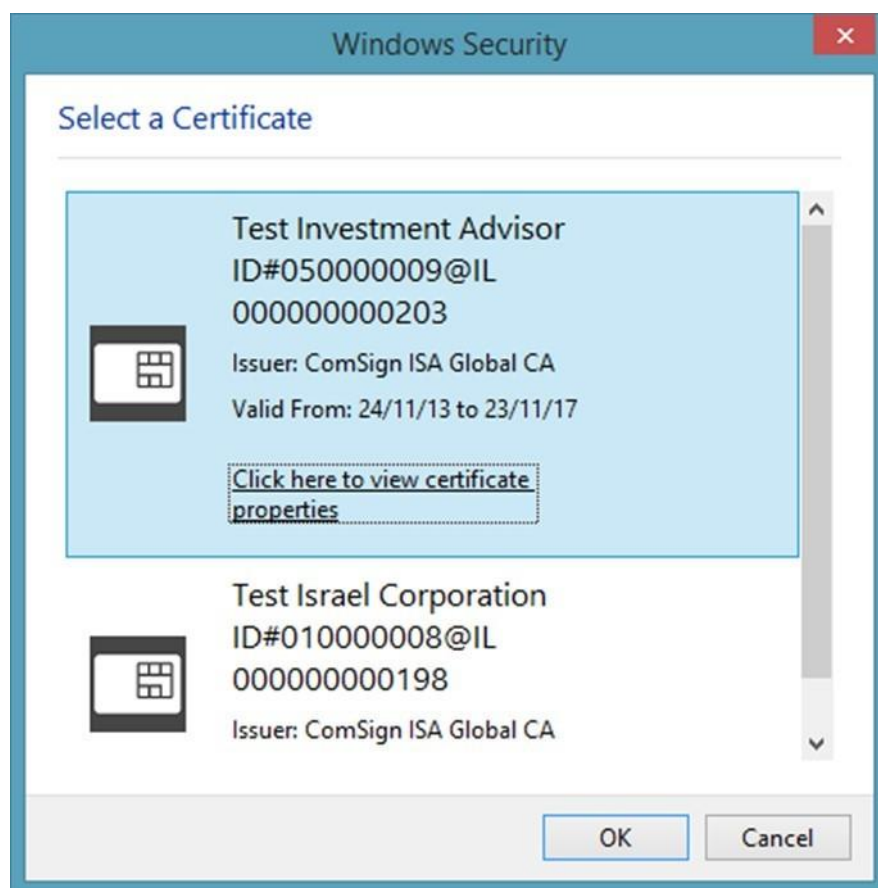 Windows Security
Select a Certificate
Test Investment Advisor
ID#050000009@IL
000000000203
Issuer: ComSign ISA Global CA
Valid From: 24/11/13 to 23/11/17
Click here to view certificate
properties
Test Israel Corporation
ID#010000008@IL
000000000198
Issuer: ComSign ISA Global CA
OK Cancel